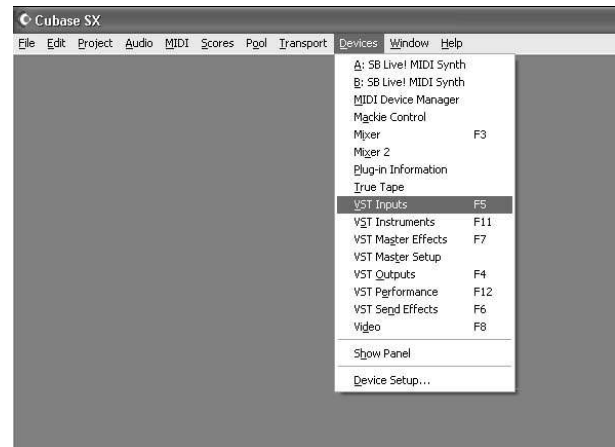 Cubase SX
File Edit Project Audio MIDI Scores Pool Transport Devices Window Help
A: SB Live! MIDI Synth
B: SB Live! MIDI Synth
MIDI Device Manager
Mackie Control
Mixer F3
Mixer 2
Plug-in Information
True Tape
VST Inputs F5
VST Instruments F11
VST Master Effects F7
VST Master Setup
VST Outputs F4
VST Performance F12
VST Send Effects F6
Video F8
Show Panel
Device Setup...